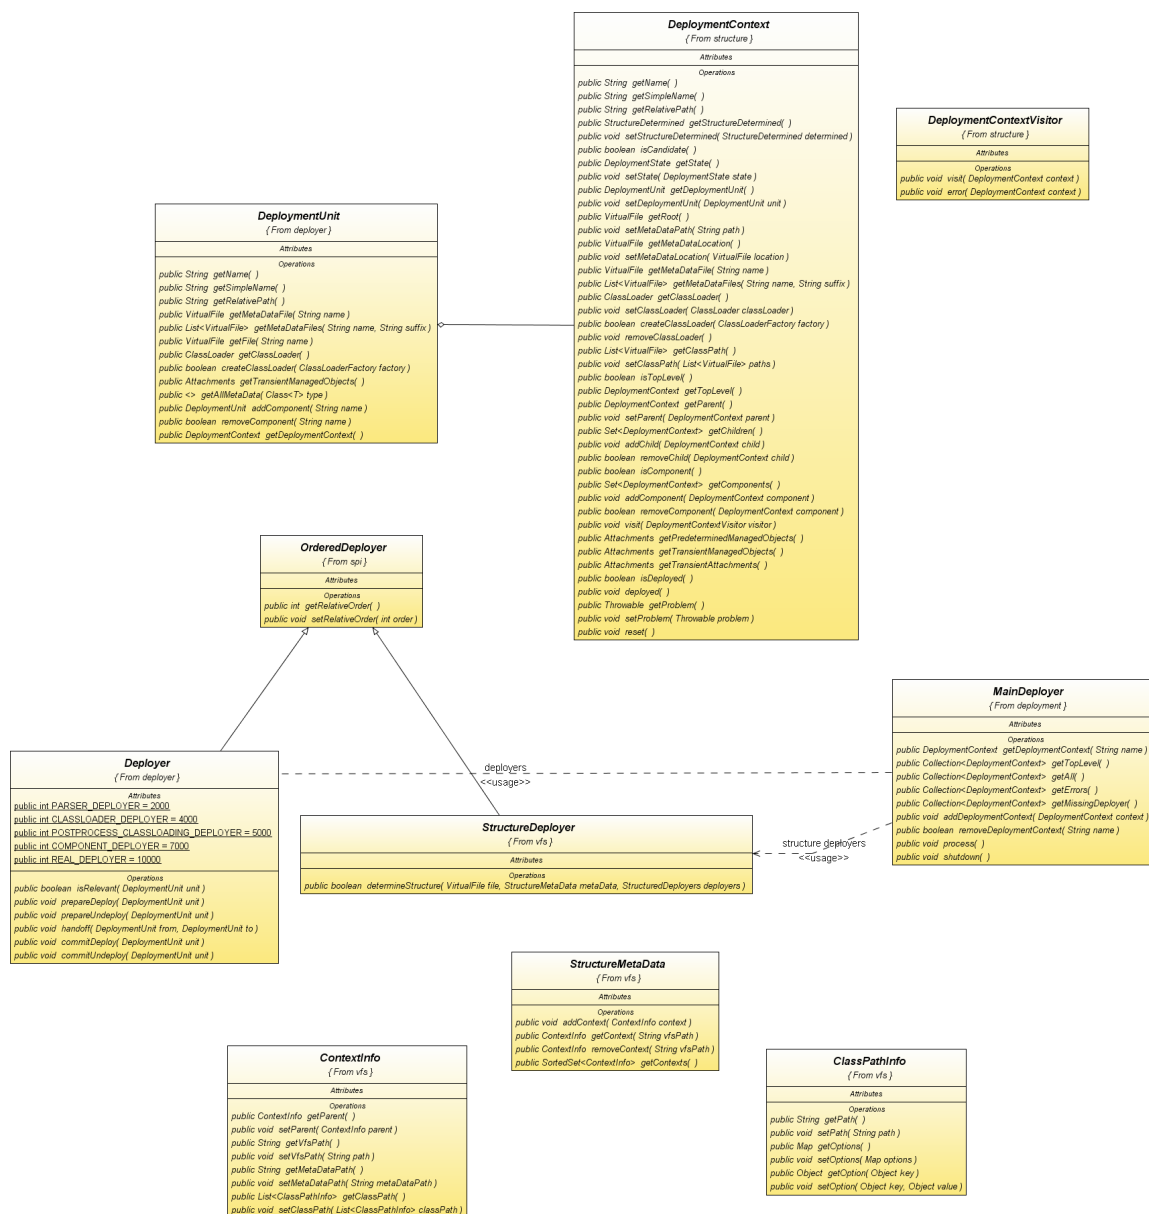 DeploymentContext
{ From structure }
Attributes
Operations
public String getName( )
public String getSimpleName( )
public String getRelativePath( )
public StructureDetermined getStructureDetermined( )
public void setStructureDetermined( StructureDetermined determined )
public boolean isCandidate( )
public DeploymentState getState( )
public void setState( DeploymentState state )
public DeploymentUnit getDeploymentUnit( )
public void setDeploymentUnit( DeploymentUnit unit )
public VirtualFile getRoot( )
public void setMetaDataPath( String path )
public VirtualFile getMetaDataLocation( )
public void setMetaDataLocation( VirtualFile location )
public VirtualFile getMetaDataFile( String name )
public List<VirtualFile> getMetaDataFiles( String name, String suffix )
public ClassLoader getClassLoader( )
public void setClassLoader( ClassLoader classLoader )
public boolean createClassLoader( ClassLoaderFactory factory )
public void removeClassLoader( )
public List<VirtualFile> getClassPath( )
public void setClassPath( List<VirtualFile> paths )
public boolean isTopLevel( )
public DeploymentContext getTopLevel( )
public DeploymentContext getParent( )
public void setParent( DeploymentContext parent )
public Set<DeploymentContext> getChildren( )
public void addChild( DeploymentContext child )
public boolean removeChild( DeploymentContext child )
public boolean isComponent( )
public Set<DeploymentContext> getComponents( )
public void addComponent( DeploymentContext component )
public boolean removeComponent( DeploymentContext component )
public void visit( DeploymentContextVisitor visitor )
public Attachments getPredeterminedManagedObjects( )
public Attachments getTransientManagedObjects( )
public Attachments getTransientAttachments( )
public boolean isDeployed( )
public void deployed( )
public Throwable getProblem( )
public void setProblem( Throwable problem )
public void reset( )
DeploymentContextVisitor
{ From structure }
Attributes
Operations
public void visit( DeploymentContext context )
public void error( DeploymentContext context )
DeploymentUnit
{ From deployer }
Attributes
Operations
public String getName( )
public String getSimpleName( )
public String getRelativePath( )
public VirtualFile getMetaDataFile( String name )
public List<VirtualFile> getMetaDataFiles( String name, String suffix )
public VirtualFile getFile( String name )
public ClassLoader getClassLoader( )
public boolean createClassLoader( ClassLoaderFactory factory )
public Attachments getTransientManagedObjects( )
public <> getAllMetaData( Class<T> type )
public DeploymentUnit addComponent( String name )
public boolean removeComponent( String name )
public DeploymentContext getDeploymentContext( )
OrderedDeployer
{ From spi }
Attributes
Operations
public int getRelativeOrder( )
public void setRelativeOrder( int order )
MainDeployer
{ From deployment }
Attributes
Operations
public DeploymentContext getDeploymentContext( String name )
public Collection<DeploymentContext> getTopLevel( )
public Collection<DeploymentContext> getAll( )
public Collection<DeploymentContext> getErrors( )
public Collection<DeploymentContext> getMissingDeployer( )
public void addDeploymentContext( DeploymentContext context )
public boolean removeDeploymentContext( String name )
public void process( )
public void shutdown( )
Deployer
{ From deployer }
Attributes
public int PARSER_DEPLOYER = 2000
public int CLASSLOADER_DEPLOYER = 4000
public int POSTPROCESS_CLASSLOADING_DEPLOYER = 5000
public int COMPONENT_DEPLOYER = 7000
public int REAL_DEPLOYER = 10000
Operations
public boolean isRelevant( DeploymentUnit unit )
public void prepareDeploy( DeploymentUnit unit )
public void prepareUndeploy( DeploymentUnit unit )
public void handoff( DeploymentUnit from, DeploymentUnit to )
public void commitDeploy( DeploymentUnit unit )
public void commitUndeploy( DeploymentUnit unit )
deployers
<<usage>>
StructureDeployer
{ From vfs }
Attributes
Operations
public boolean determineStructure( VirtualFile file, StructureMetaData metaData, StructuredDeployers deployers )
structure deployers
<<usage>>
StructureMetaData
{ From vfs }
Attributes
Operations
public void addContext( ContextInfo context )
public ContextInfo getContext( String vfsPath )
public ContextInfo removeContext( String vfsPath )
public SortedSet<ContextInfo> getContexts( )
ContextInfo
{ From vfs }
Attributes
Operations
public ContextInfo getParent( )
public void setParent( ContextInfo parent )
public String getVfsPath( )
public void setVfsPath( String path )
public String getMetaDataPath( )
public void setMetaDataPath( String metaDataPath )
public List<ClassPathInfo> getClassPath( )
public void setClassPath( List<ClassPathInfo> classPath )
ClassPathInfo
{ From vfs }
Attributes
Operations
public String getPath( )
public void setPath( String path )
public Map getOptions( )
public void setOptions( Map options )
public Object getOption( Object key )
public void setOption( Object key, Object value )